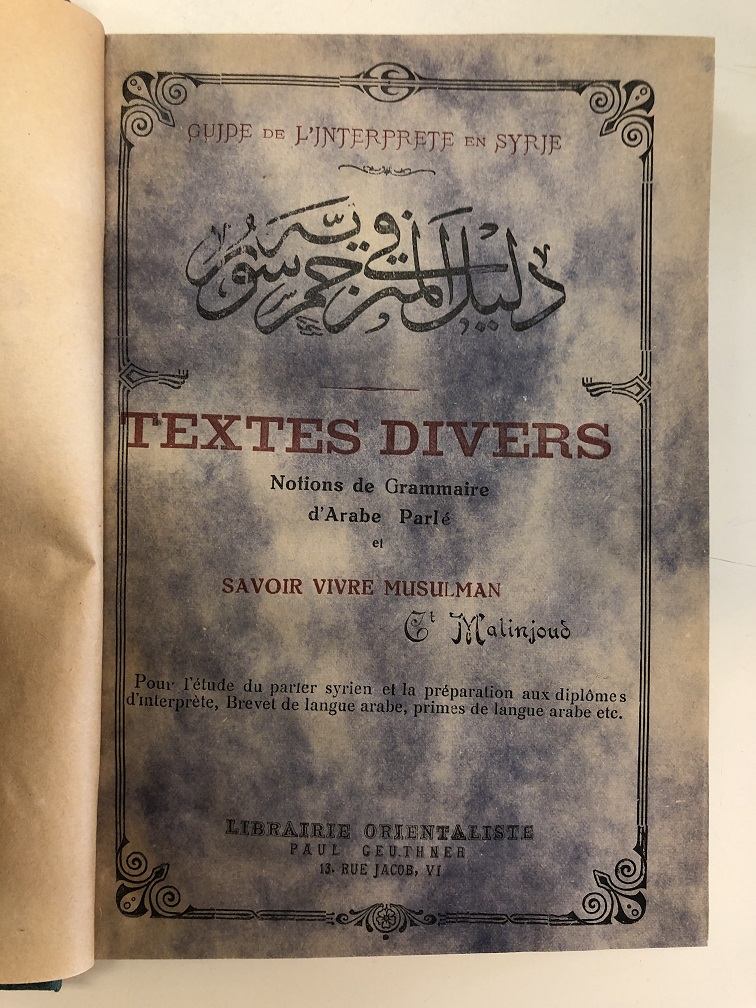 GUIDE DE L'INTERPRETE EN SYRIE
دليل المترجم في سورية
TEXTES DIVERS
Notions de Grammaire
d'Arabe Parlé
et
SAVOIR VIVRE MUSULMAN
Ct Malinjoud
Pour l'étude du parler syrien et la préparation aux diplômes
d'interprète, Brevet de langue arabe, primes de langue arabe etc.
LIBRAIRIE ORIENTALISTE
PAUL GEUTHNER
13. RUE JACOB, VI